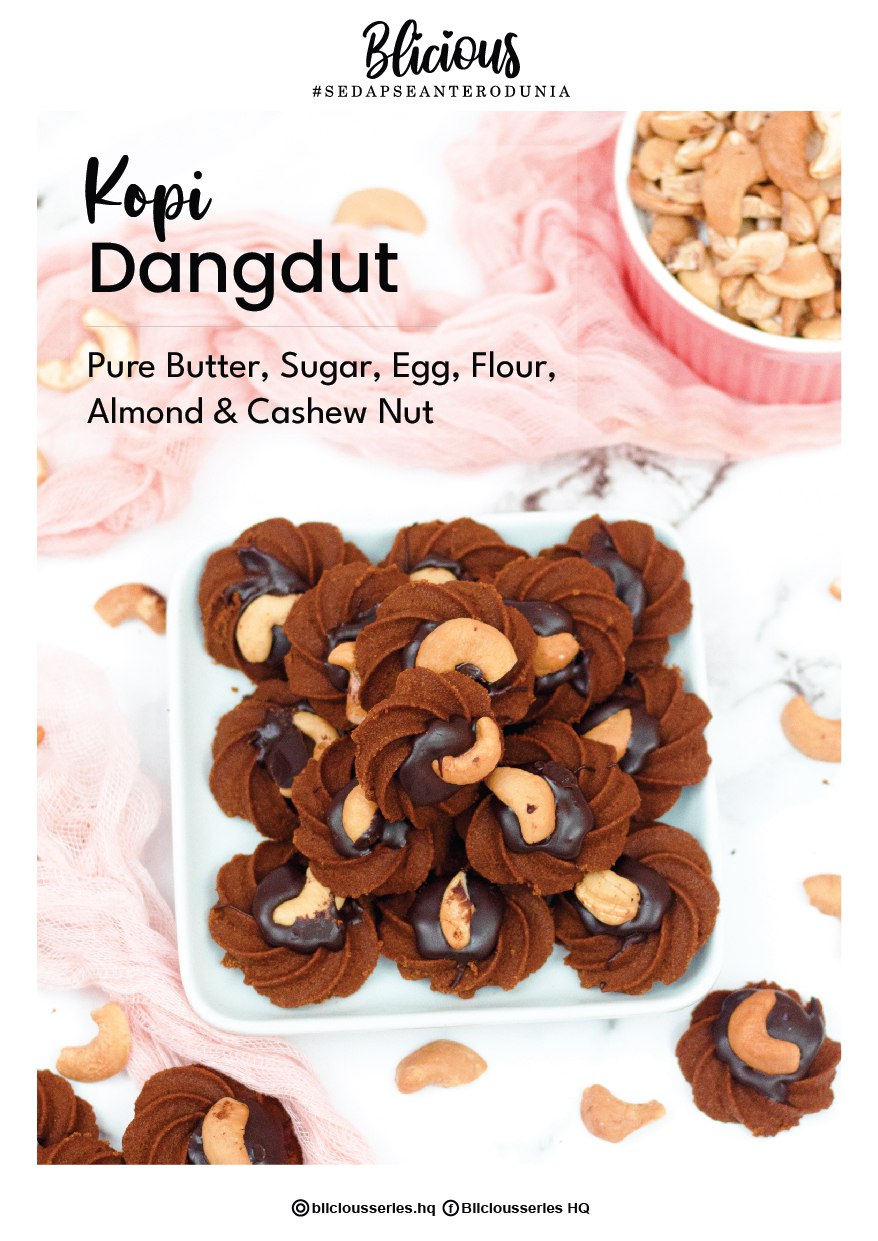 Blicious
#SEDAPSEANTERODUNIA
Kopi
Dangdut
Pure Butter, Sugar, Egg, Flour,
Almond & Cashew Nut
bliciousseries.hq Bliciousseries HQ